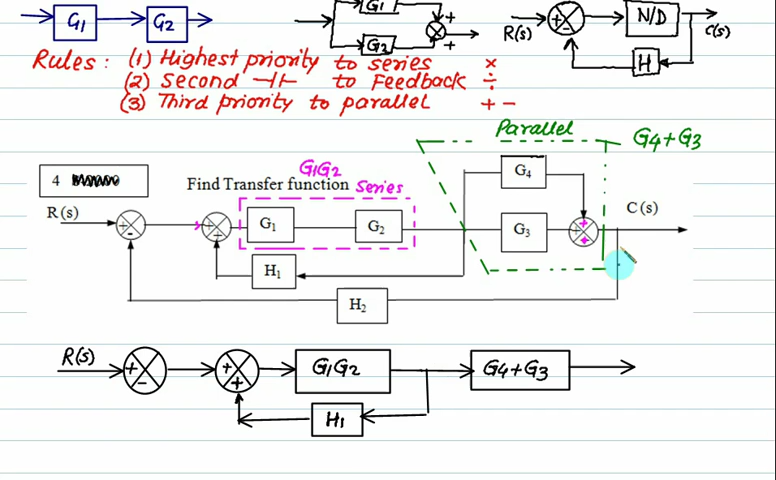 G1 G2
G1
G2
+
+
R(s) + - N/D C(s)
H
Rules : (1) Highest priority to series ×
(2) Second —11— to Feedback ÷
(3) Third priority to parallel + -
Parallel G4+G3
4
Find Transfer function
G1G2
Series
R(s) + - + + G1 G2 G4 G3 + + C(s)
H1
H2
R(s) + - + + G1G2 G4+G3
H1